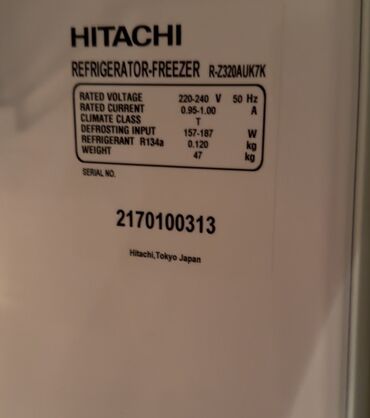 HITACHI
REFRIGERATOR-FREEZER R-Z320AUK7K
RATED VOLTAGE 220-240 V 50 Hz
RATED CURRENT 0.95-1.00 A
CLIMATE CLASS T
DEFROSTING INPUT 157-187 W
REFRIGERANT R134a 0.120 kg
WEIGHT 47 kg
SERIAL NO.
2170100313
Hitachi,Tokyo Japan